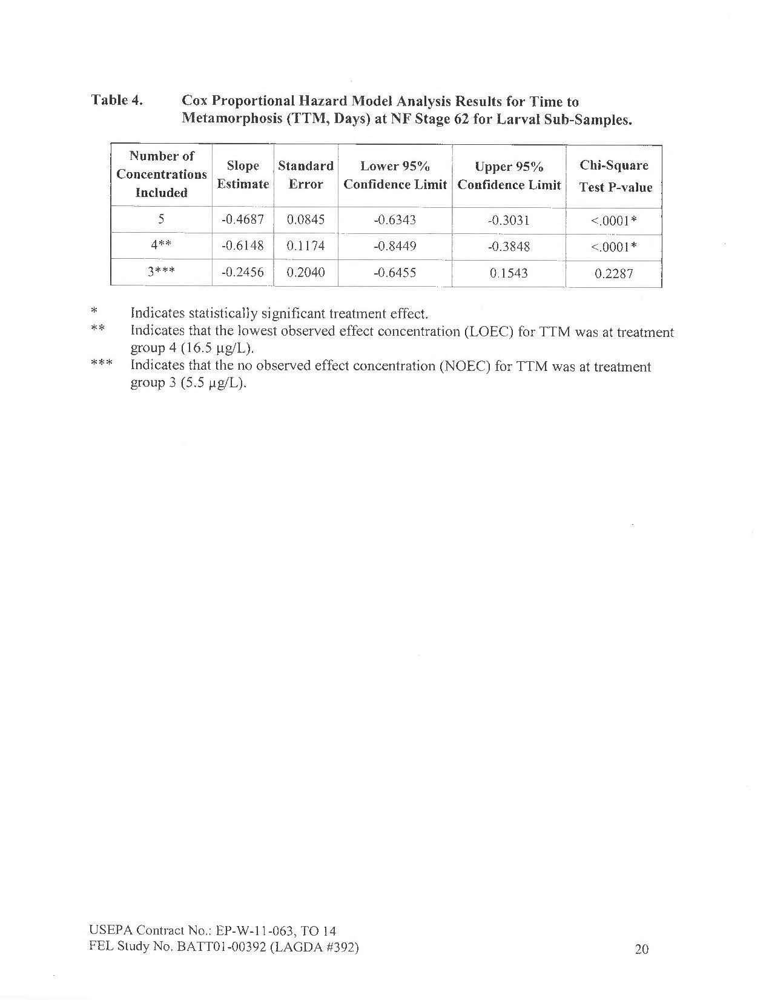 Table 4. Cox Proportional Hazard Model Analysis Results for Time to
Metamorphosis (TTM, Days) at NF Stage 62 for Larval Sub-Samples.
Number of Concentrations Included | Slope Estimate | Standard Error | Lower 95% Confidence Limit | Upper 95% Confidence Limit | Chi-Square Test P-value
5 | -0.4687 | 0.0845 | -0.6343 | -0.3031 | <.0001*
4** | -0.6148 | 0.1174 | -0.8449 | -0.3848 | <.0001*
3*** | -0.2456 | 0.2040 | -0.6455 | 0.1543 | 0.2287
* Indicates statistically significant treatment effect.
** Indicates that the lowest observed effect concentration (LOEC) for TTM was at treatment
group 4 (16.5 µg/L).
*** Indicates that the no observed effect concentration (NOEC) for TTM was at treatment
group 3 (5.5 µg/L).
USEPA Contract No.: EP-W-11-063, TO 14
FEL Study No. BATT01-00392 (LAGDA #392) 20